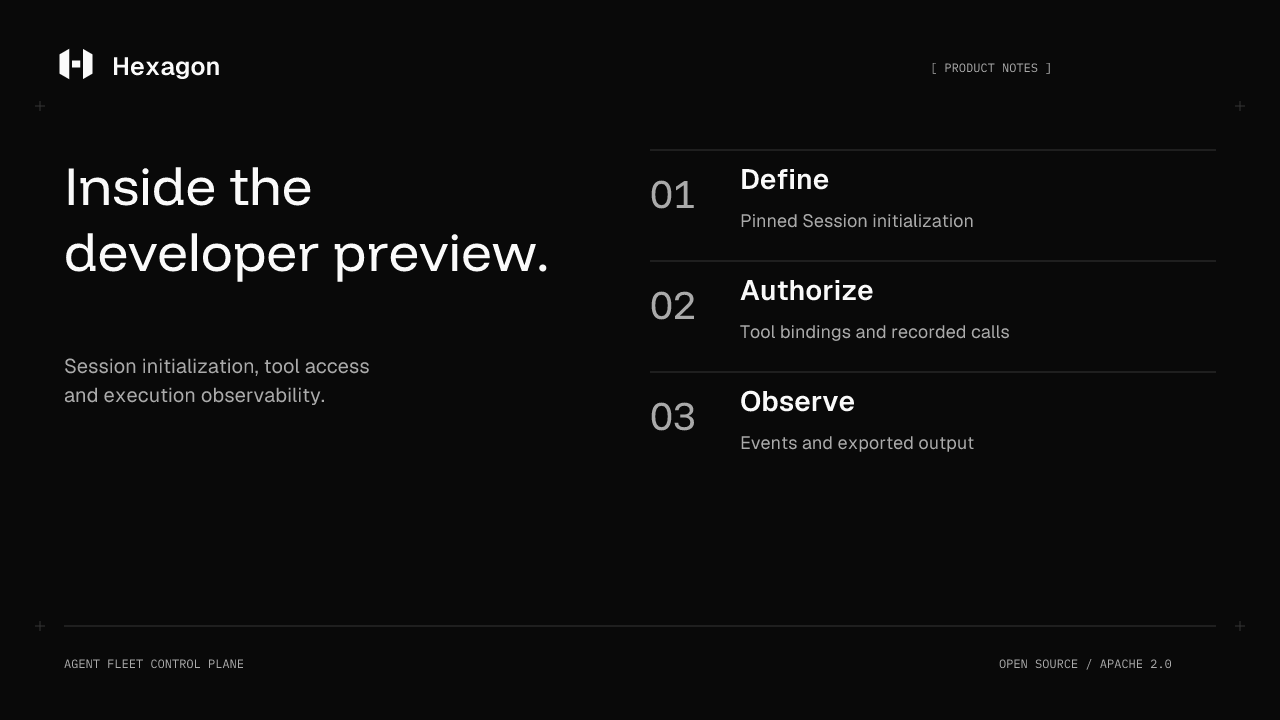 Hexagon
[ PRODUCT NOTES ]
Inside the
developer preview.
Session initialization, tool access
and execution observability.
01
Define
Pinned Session initialization
02
Authorize
Tool bindings and recorded calls
03
Observe
Events and exported output
AGENT FLEET CONTROL PLANE
OPEN SOURCE / APACHE 2.0